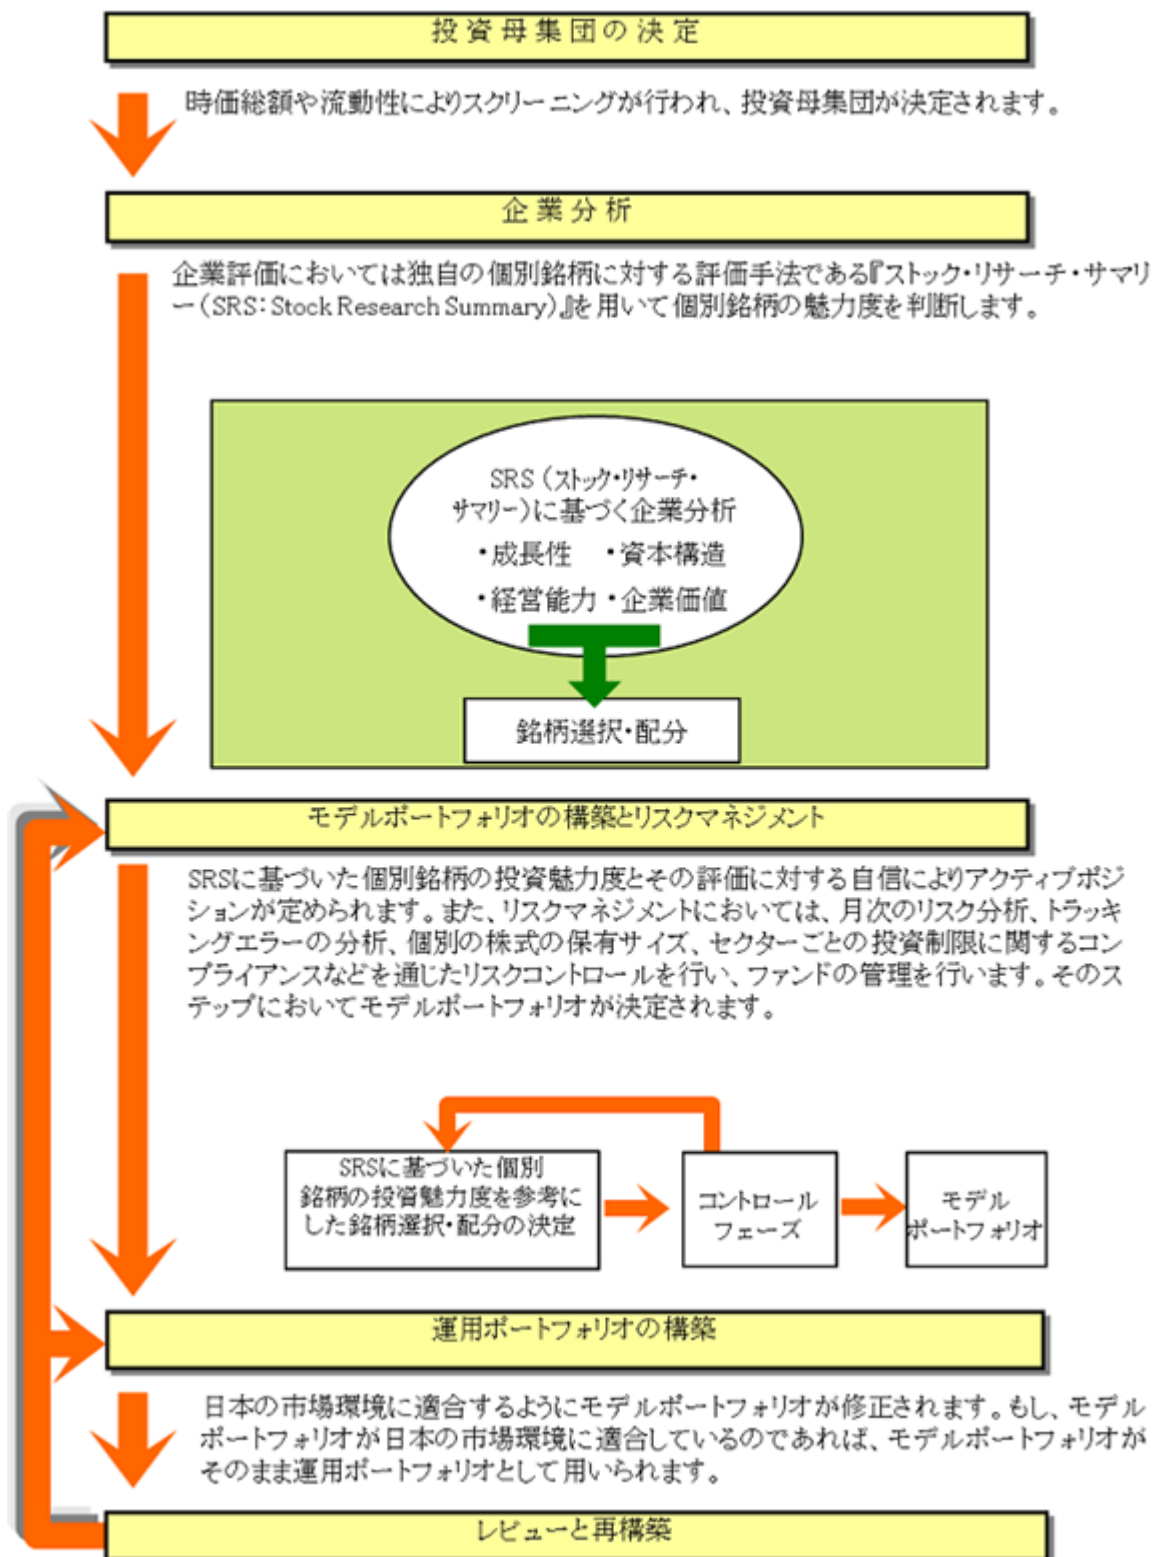 投資母集団の決定
時価総額や流動性によりスクリーニングが行われ、投資母集団が決定されます。
企業分析
企業評価においては独自の個別銘柄に対する評価手法である『ストック・リサーチ・サマリ
ー(SRS:Stock Research Summary)』を用いて個別銘柄の魅力度を判断します。
SRS(ストック・リサーチ・
サマリー)に基づく企業分析
・成長性 ・資本構造
・経営能力 ・企業価値
銘柄選択・配分
モデルポートフォリオの構築とリスクマネジメント
SRSに基づいた個別銘柄の投資魅力度とその評価に対する自信によりアクティブポジ
ションが定められます。また、リスクマネジメントにおいては、月次のリスク分析、トラッキ
ングエラーの分析、個別の株式の保有サイズ、セクターごとの投資制限に関するコン
プライアンスなどを通じたリスクコントロールを行い、ファンドの管理を行います。そのス
テップにおいてモデルポートフォリオが決定されます。
SRSに基づいた個別
銘柄の投資魅力度を参考に
した銘柄選択・配分の決定
コントロール
フェーズ
モデル
ポートフォリオ
運用ポートフォリオの構築
日本の市場環境に適合するようにモデルポートフォリオが修正されます。もし、モデル
ポートフォリオが日本の市場環境に適合しているのであれば、モデルポートフォリオが
そのまま運用ポートフォリオとして用いられます。
レビューと再構築